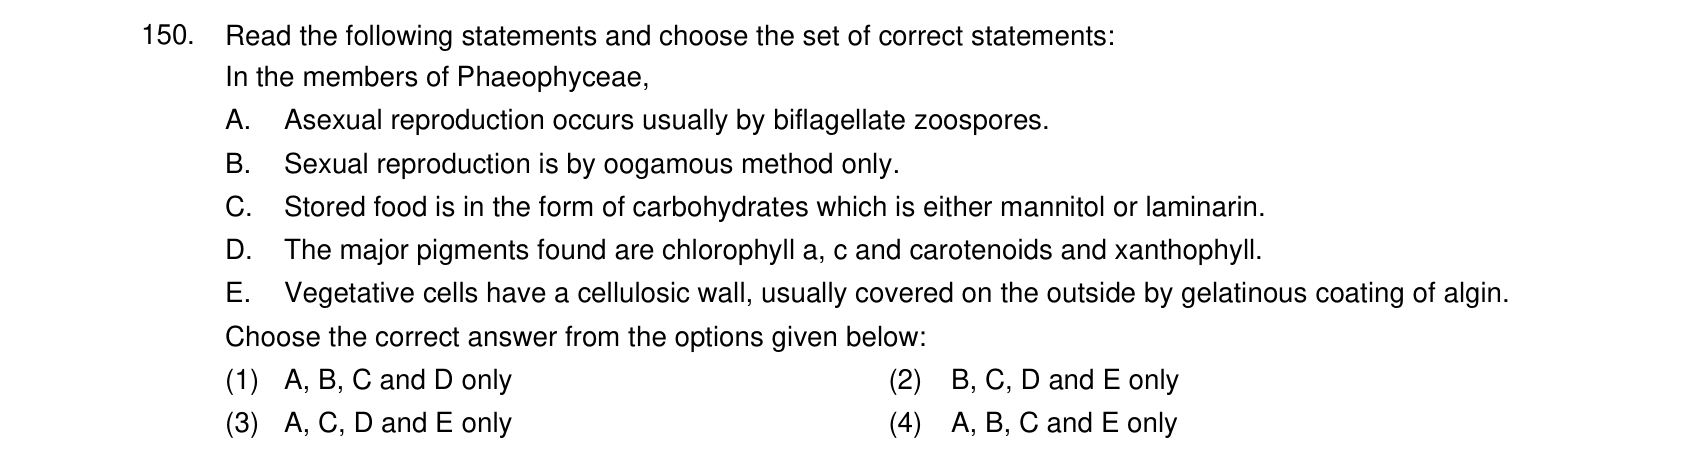 150. Read the following statements and choose the set of correct statements:
In the members of Phaeophyceae,
A. Asexual reproduction occurs usually by biflagellate zoospores.
B. Sexual reproduction is by oogamous method only.
C. Stored food is in the form of carbohydrates which is either mannitol or laminarin.
D. The major pigments found are chlorophyll a, c and carotenoids and xanthophyll.
E. Vegetative cells have a cellulosic wall, usually covered on the outside by gelatinous coating of algin.
Choose the correct answer from the options given below:
(1) A, B, C and D only (2) B, C, D and E only
(3) A, C, D and E only (4) A, B, C and E only